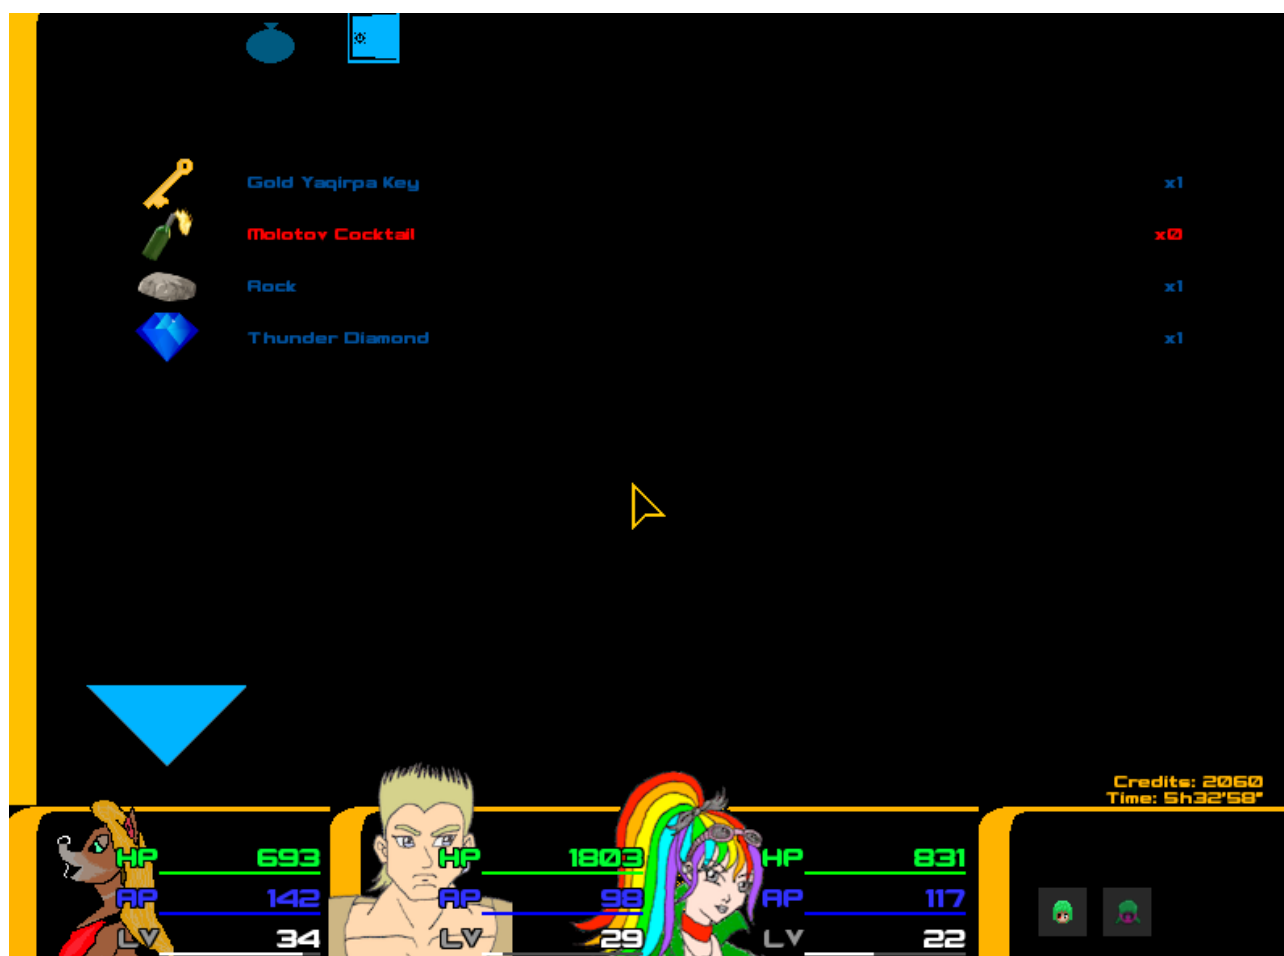 Gold Yaqirpa Key x1
Molotov Cocktail x0
Rock x1
Thunder Diamond x1
Credits: 2060
Time: 5h32'58"
HP 693 HP 1803 HP 831
AP 142 AP 98 AP 117
LV 34 LV 29 LV 22